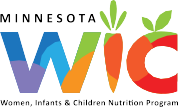 MINNESOTA
WIC
Women, Infants & Children Nutrition Program